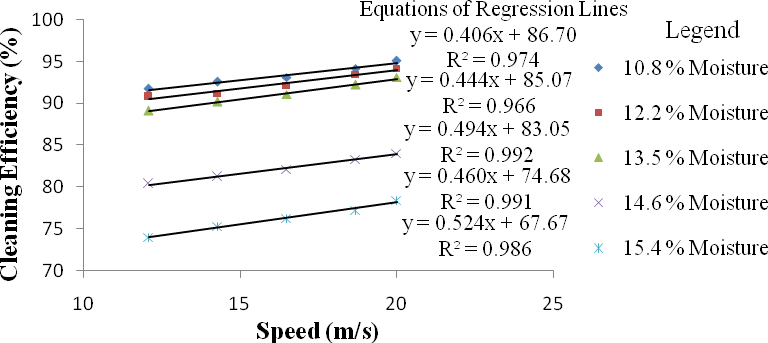 Equations of Regression Lines
y = 0.406x + 86.70
R² = 0.974
y = 0.444x + 85.07
R² = 0.966
y = 0.494x + 83.05
R² = 0.992
y = 0.460x + 74.68
R² = 0.991
y = 0.524x + 67.67
R² = 0.986
Legend
10.8 % Moisture
12.2 % Moisture
13.5 % Moisture
14.6 % Moisture
15.4 % Moisture
Cleaning Efficiency (%)
100
95
90
85
80
75
70
10 15 20 25
Speed (m/s)